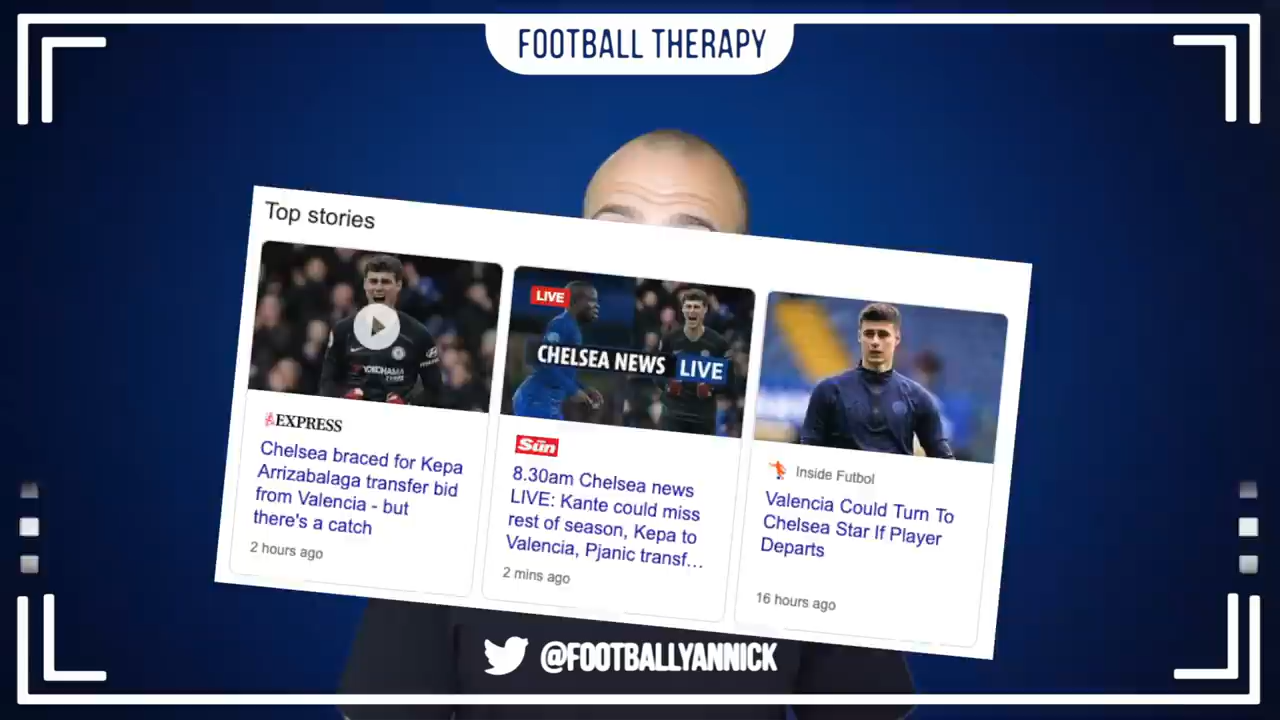 FOOTBALL THERAPY
Top stories
YOKOHAMA
EXPRESS
Chelsea braced for Kepa
Arrizabalaga transfer bid
from Valencia - but
there's a catch
2 hours ago
LIVE
CHELSEA NEWS LIVE
The Sun
8.30am Chelsea news
LIVE: Kante could miss
rest of season, Kepa to
Valencia, Pjanic transf...
2 mins ago
Inside Futbol
Valencia Could Turn To
Chelsea Star If Player
Departs
16 hours ago
@FOOTBALLYANNICK